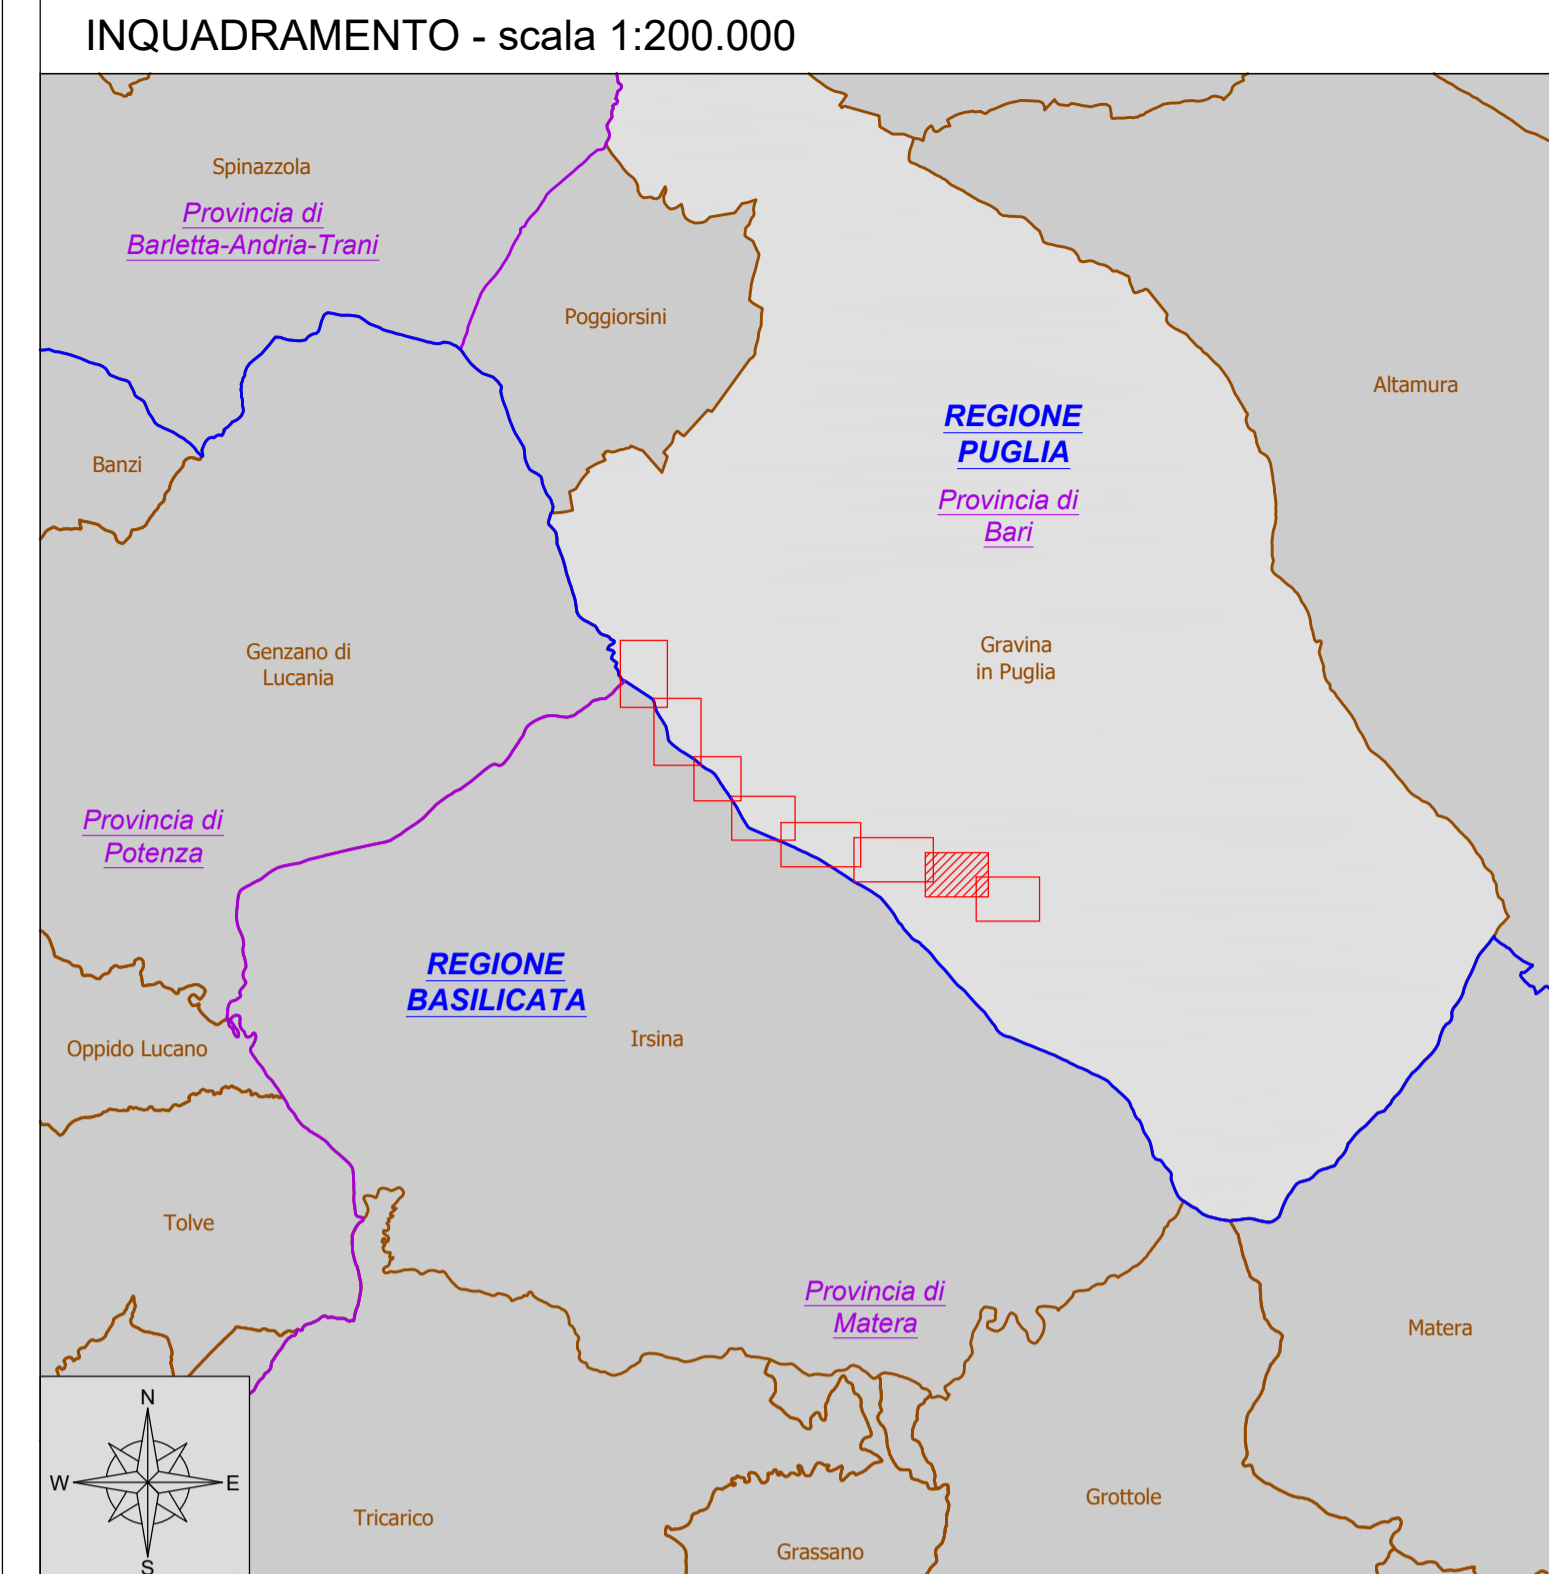 INQUADRAMENTO - scala 1:200.000
Spinazzola
Provincia di
Barletta-Andria-Trani
Poggiorsini
Altamura
REGIONE
PUGLIA
Banzi
Provincia di
Bari
Genzano di
Lucania
Gravina
in Puglia
Provincia di
Potenza
REGIONE
BASILICATA
Irsina
Oppido Lucano
Tolve
Provincia di
Matera
Matera
N
W
E
S
Tricarico
Grassano
Grottole